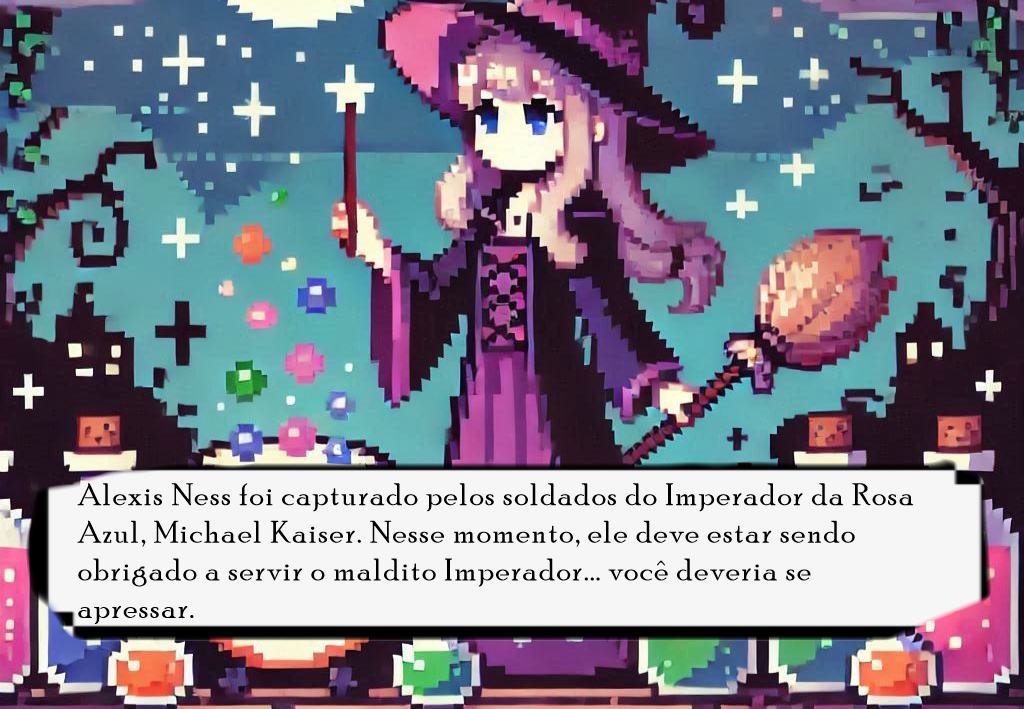 Alexis Ness foi capturado pelos soldados do Imperador da Rosa
Azul, Michael Kaiser. Nesse momento, ele deve estar sendo
obrigado a servir o maldito Imperador... você deveria se
apressar.